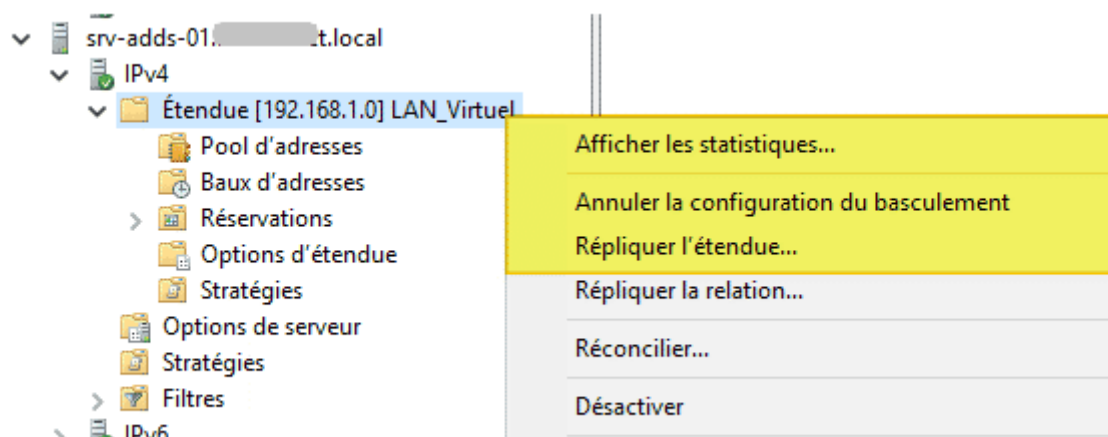 srv-adds-01. t.local
IPv4
Étendue [192.168.1.0] LAN_Virtuel
Pool d'adresses
Baux d'adresses
Réservations
Options d'étendue
Stratégies
Options de serveur
Stratégies
Filtres
IPv6
Afficher les statistiques...
Annuler la configuration du basculement
Répliquer l'étendue...
Répliquer la relation...
Réconcilier...
Désactiver